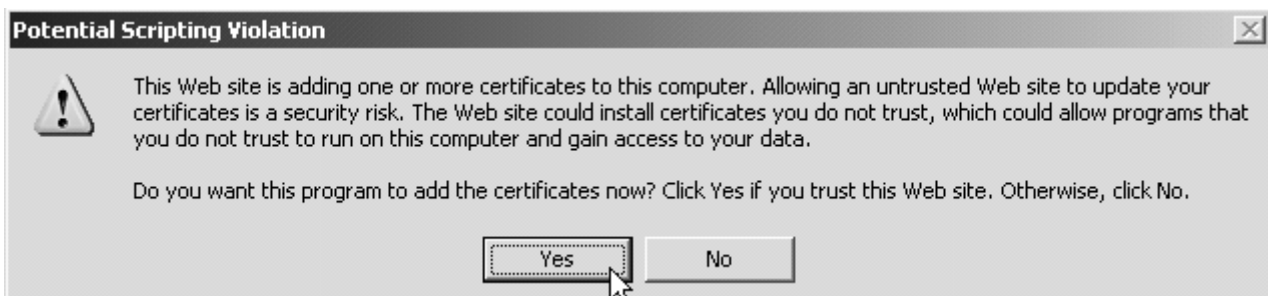 Potential Scripting Violation
This Web site is adding one or more certificates to this computer. Allowing an untrusted Web site to update your
certificates is a security risk. The Web site could install certificates you do not trust, which could allow programs that
you do not trust to run on this computer and gain access to your data.
Do you want this program to add the certificates now? Click Yes if you trust this Web site. Otherwise, click No.
Yes
No